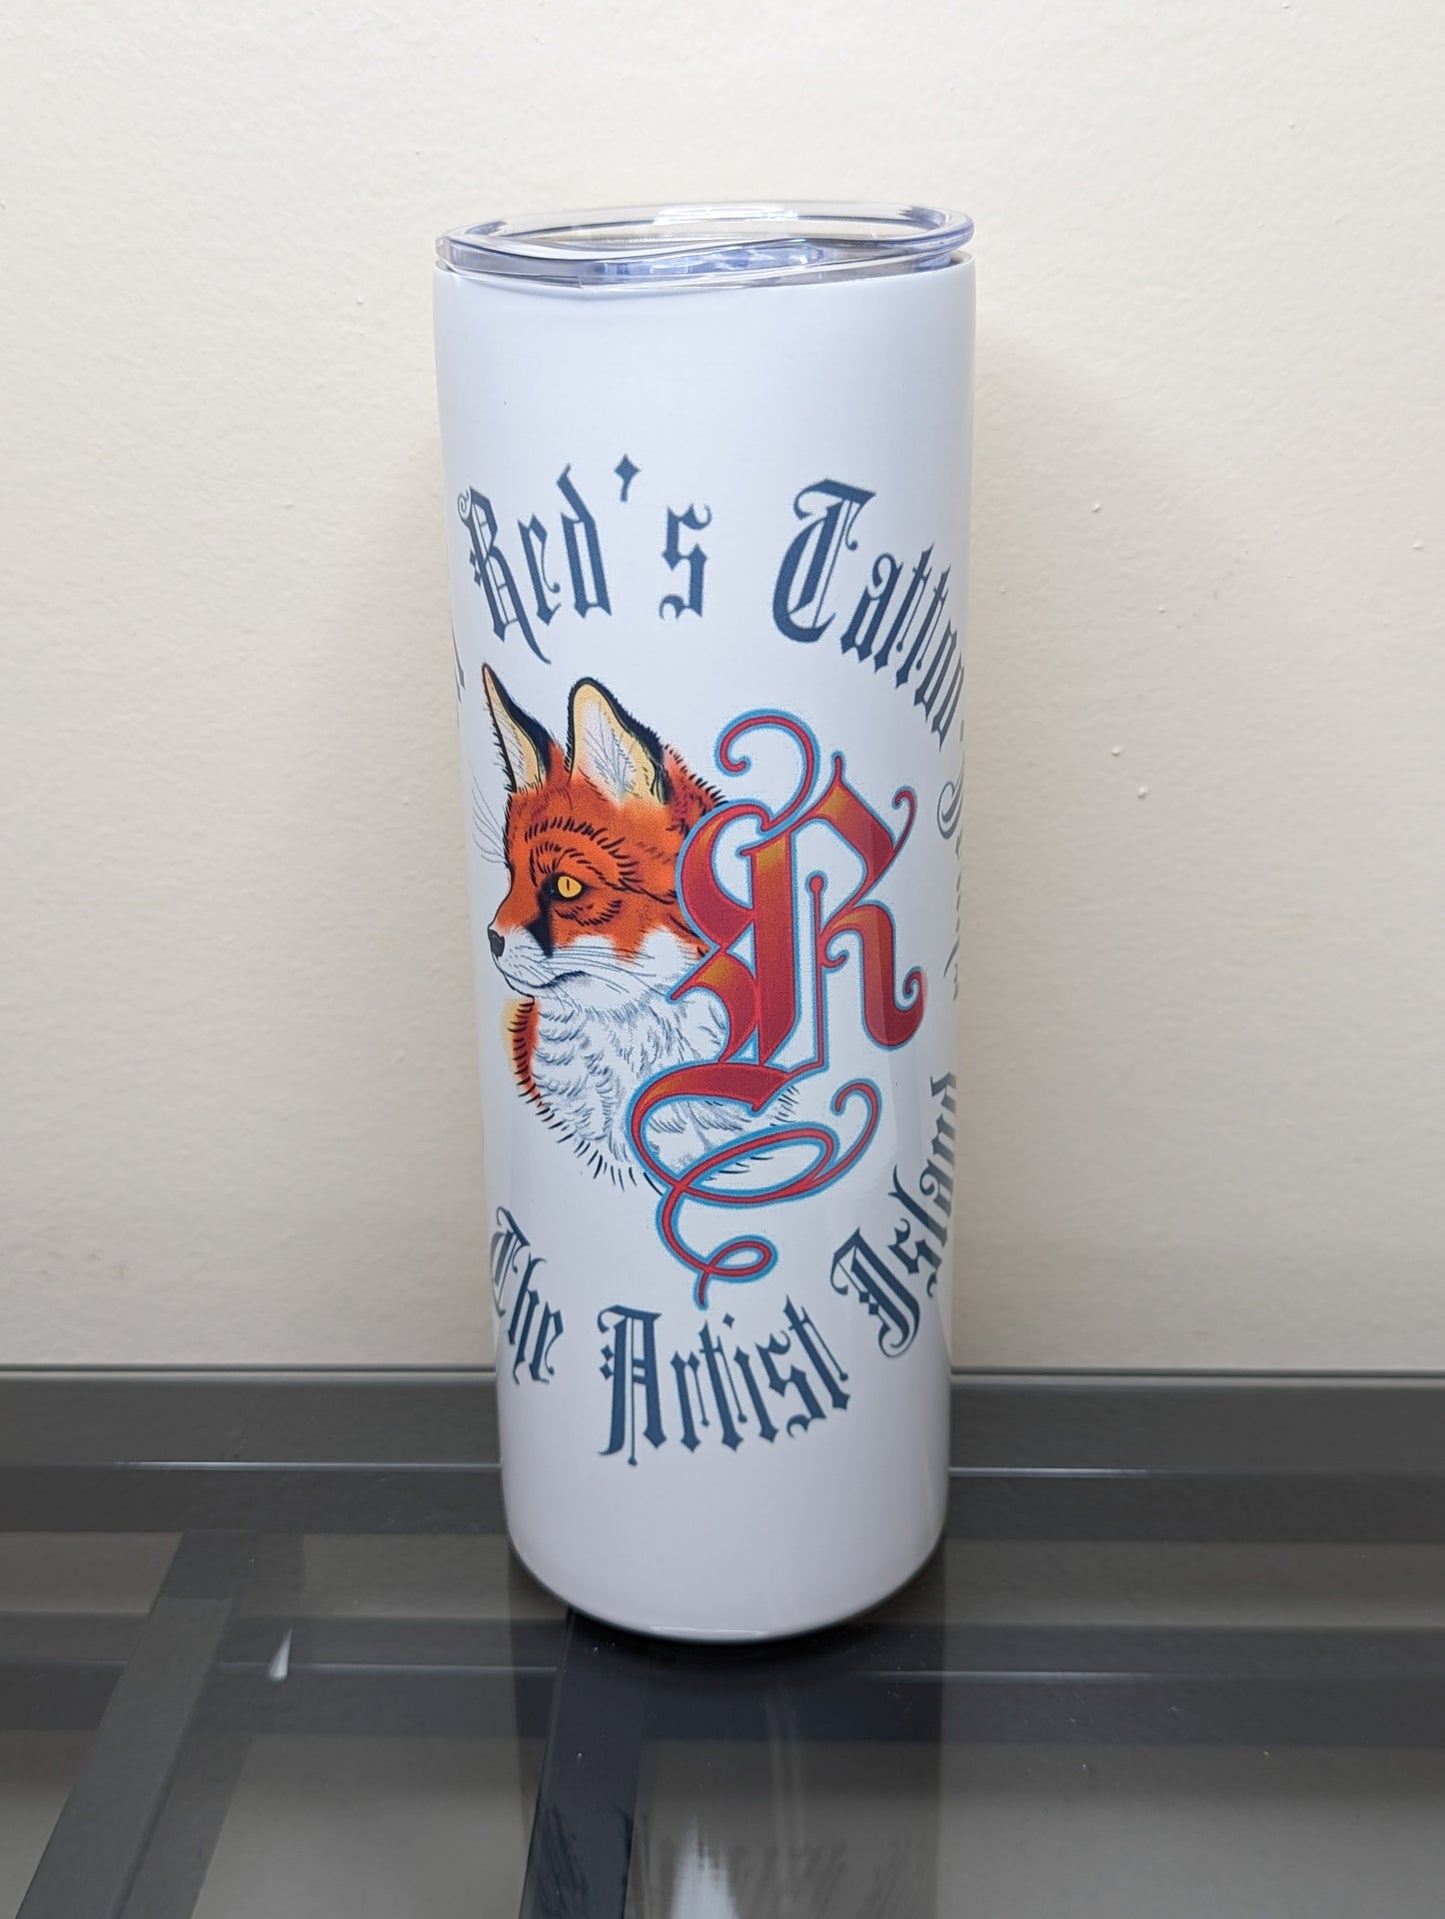 Red's Tattoo
R
The Artist Island